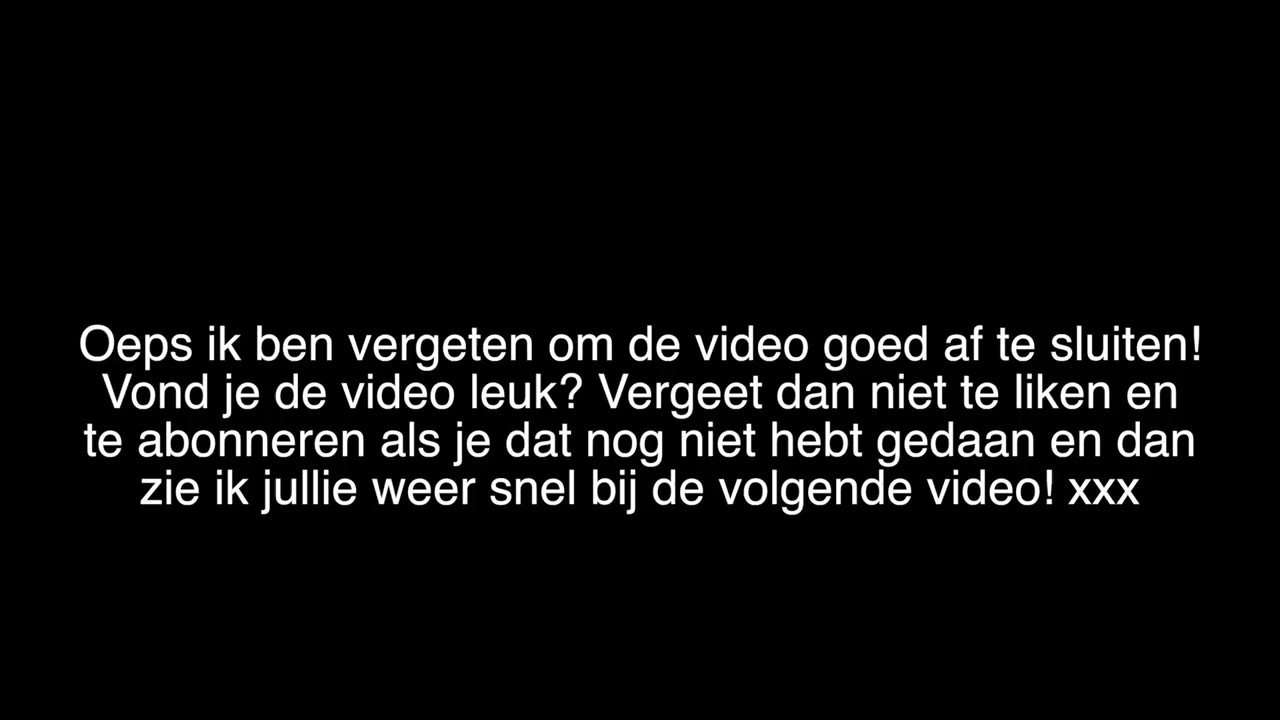 Oeps ik ben vergeten om de video goed af te sluiten!
Vond je de video leuk? Vergeet dan niet te liken en
te abonneren als je dat nog niet hebt gedaan en dan
zie ik jullie weer snel bij de volgende video! xxx